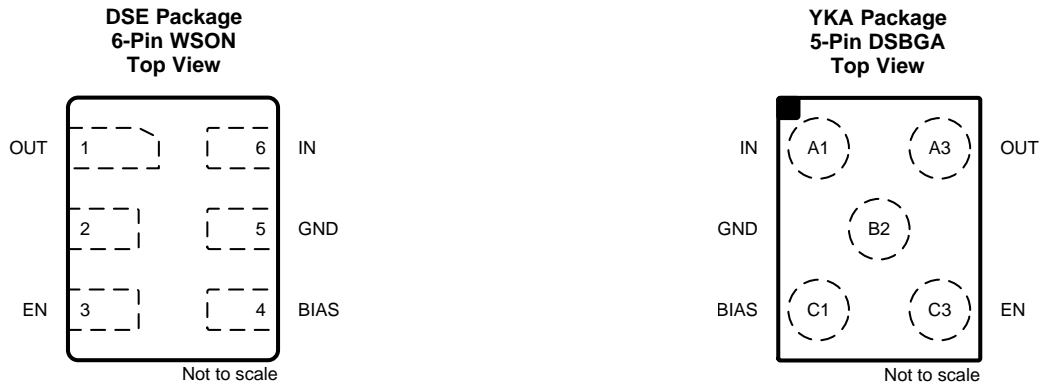 DSE Package
6-Pin WSON
Top View
OUT 1 6 IN
2 5 GND
EN 3 4 BIAS
Not to scale
YKA Package
5-Pin DSBGA
Top View
IN A1 A3 OUT
GND B2
BIAS C1 C3 EN
Not to scale